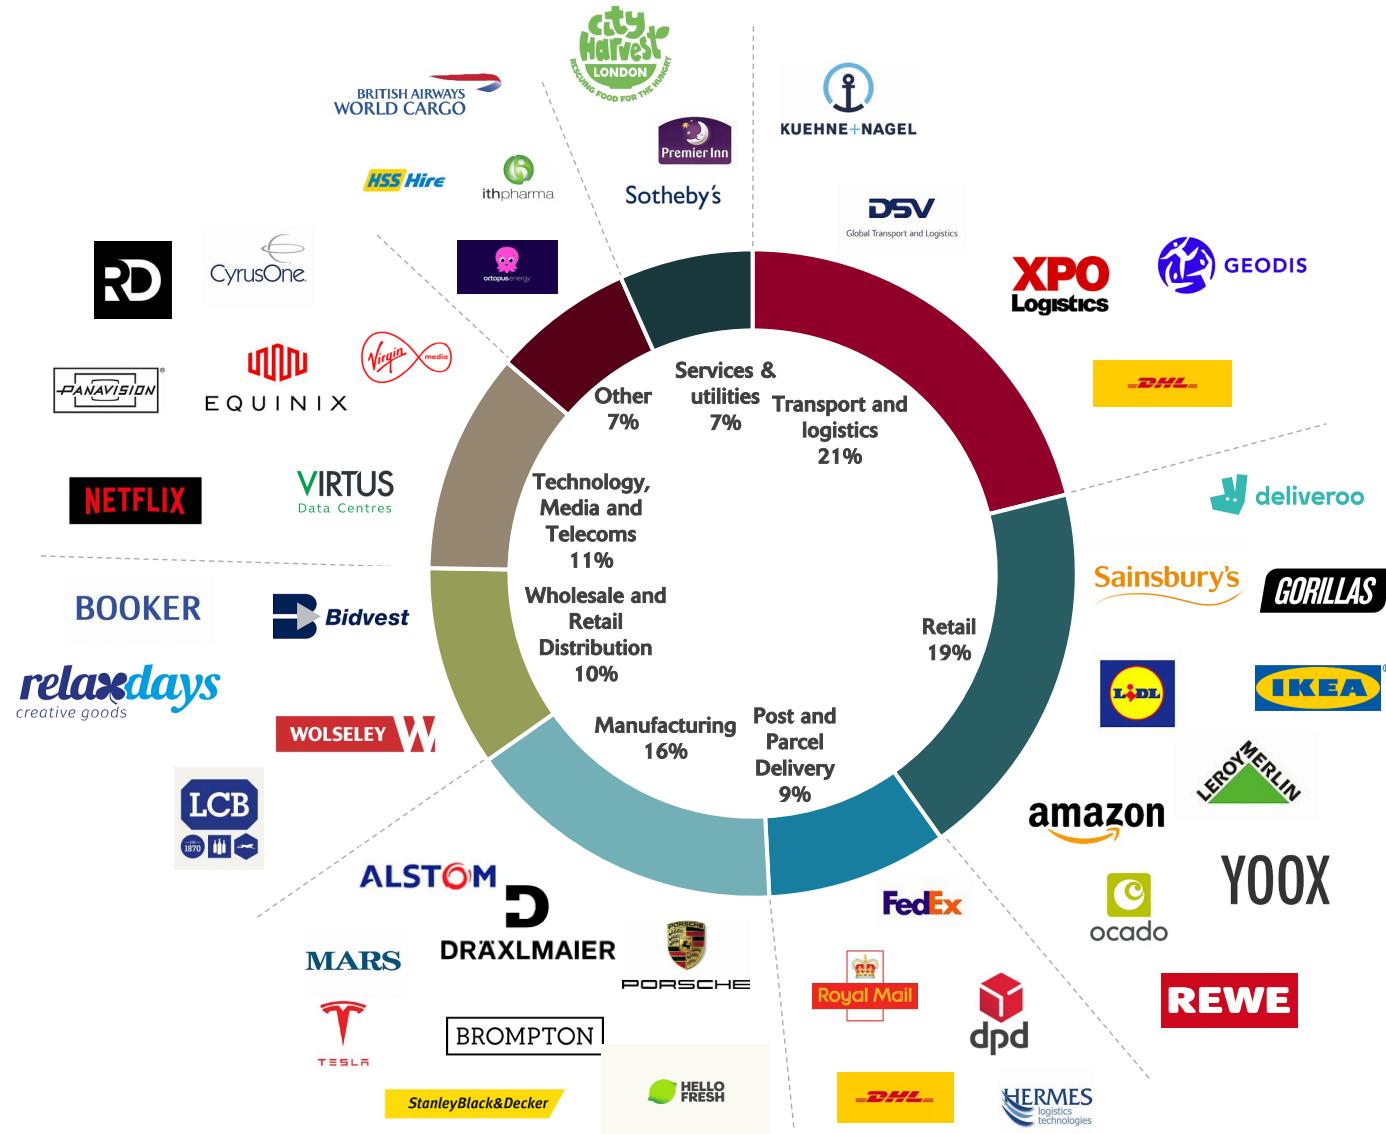 City
Harvest
LONDON
RESCUING FOOD FOR THE HUNGRY
Premier Inn
Sotheby's
KUEHNE+NAGEL
DSV
Global Transport and Logistics
XPO
Logistics
GEODIS
DHL
deliveroo
Sainsbury's
GORILLAS
LIDL
IKEA
®
LEROY MERLIN
amazon
YOOX
ocado
REWE
FedEx
Royal Mail
dpd
DHL
HERMES
logistics
technologies
ALSTOM
DRÄXLMAIER
PORSCHE
PORSCHE
MARS
TESLA
BROMPTON
StanleyBlack&Decker
HELLO
FRESH
BOOKER
Bidvest
relaxdays
creative goods
WOLSELEY
LCB
EST
1870
RD
CyrusOne.
PANAVISION®
EQUINIX
Virgin media
NETFLIX
VIRTUS
Data Centres
BRITISH AIRWAYS
WORLD CARGO
HSS Hire
ithpharma
octopusenergy
Services &
utilities
7%
Transport and
logistics
21%
Retail
19%
Post and
Parcel
Delivery
9%
Manufacturing
16%
Wholesale and
Retail
Distribution
10%
Technology,
Media and
Telecoms
11%
Other
7%